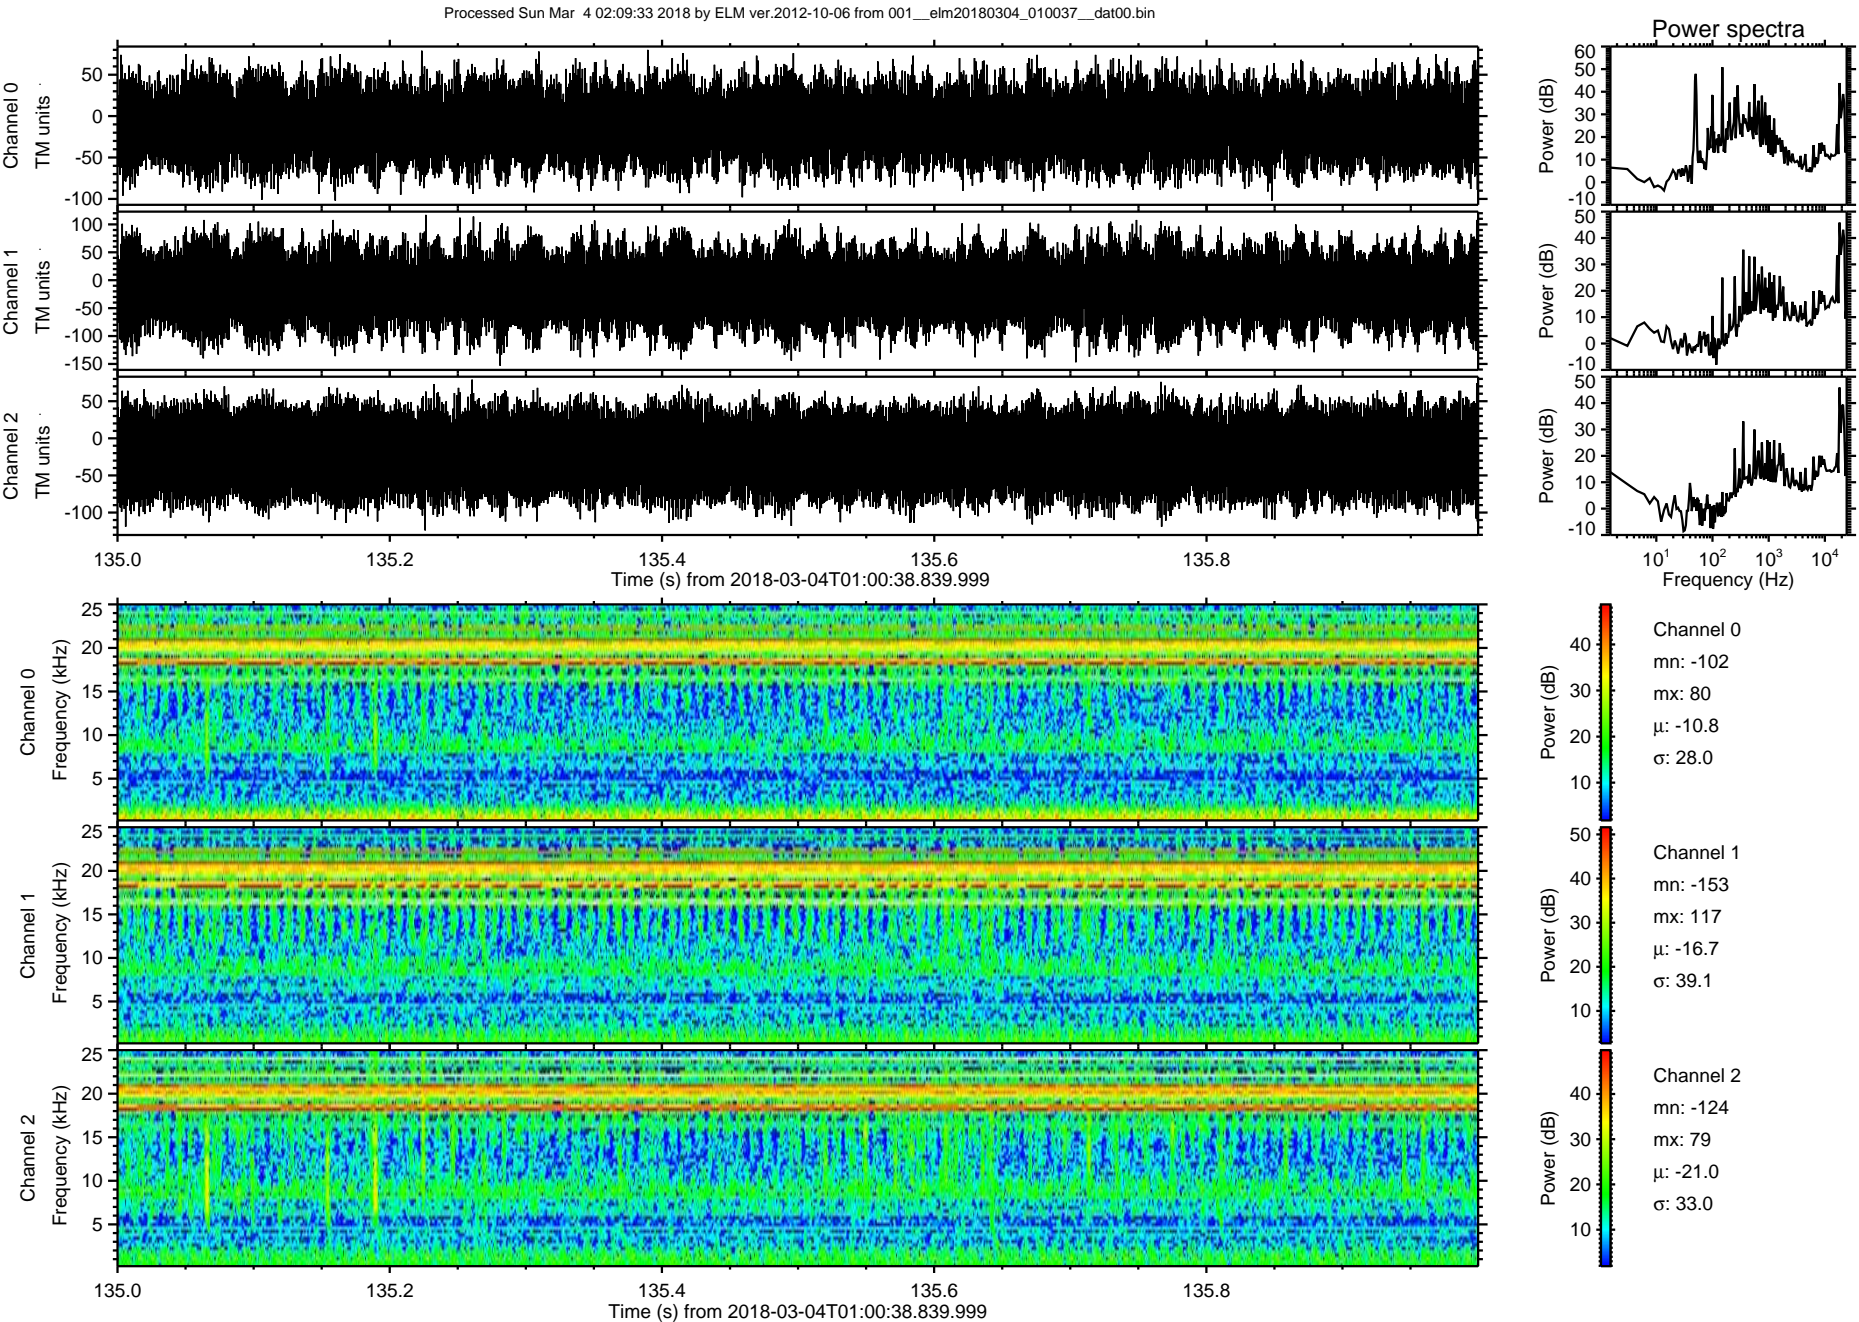 Processed Sun Mar  4 02:09:33 2018 by ELM ver.2012-10-06 from 001__elm20180304_010037__dat00.bin
Power spectra
Channel 0
TM units
50
0
-50
-100
Power (dB)
60
50
40
30
20
10
0
-10
Channel 1
TM units
100
50
0
-50
-100
-150
Power (dB)
50
40
30
20
10
0
-10
Channel 2
TM units
50
0
-50
-100
Power (dB)
50
40
30
20
10
0
-10
135.0 135.2 135.4 135.6 135.8
Time (s) from 2018-03-04T01:00:38.839.999
10^1 10^2 10^3 10^4
Frequency (Hz)
Channel 0
Frequency (kHz)
25
20
15
10
5
Power (dB)
40
30
20
10
Channel 0
mn: -102
mx: 80
μ: -10.8
σ: 28.0
Channel 1
Frequency (kHz)
25
20
15
10
5
Power (dB)
50
40
30
20
10
Channel 1
mn: -153
mx: 117
μ: -16.7
σ: 39.1
Channel 2
Frequency (kHz)
25
20
15
10
5
Power (dB)
40
30
20
10
Channel 2
mn: -124
mx: 79
μ: -21.0
σ: 33.0
135.0 135.2 135.4 135.6 135.8
Time (s) from 2018-03-04T01:00:38.839.999